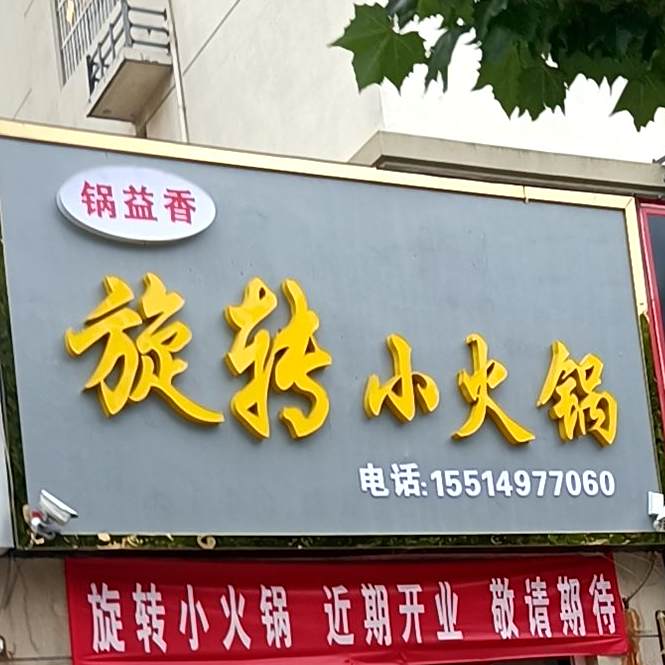 锅益香
旋转小火锅
电话:15514977060
旋转小火锅 近期开业 敬请期待